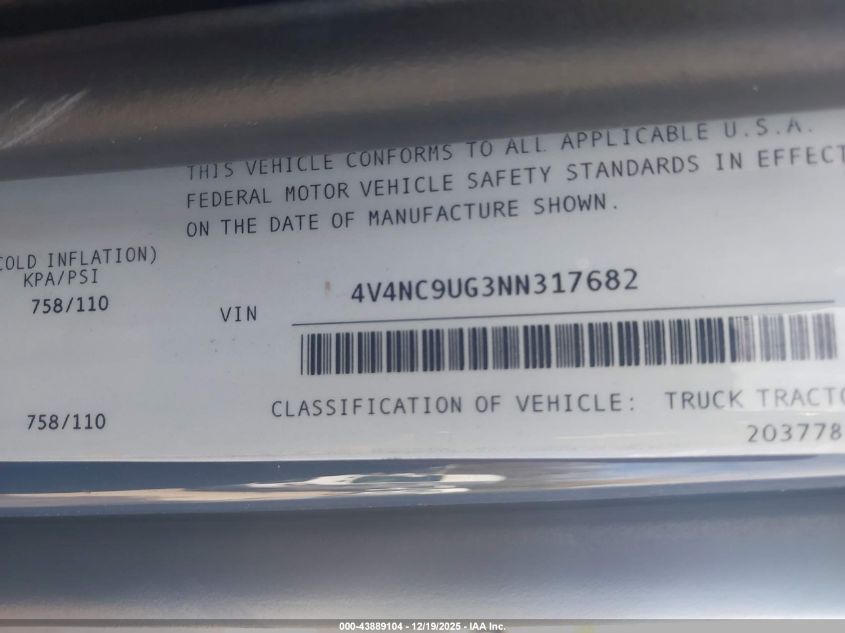 THIS VEHICLE CONFORMS TO ALL APPLICABLE U.S.A.
FEDERAL MOTOR VEHICLE SAFETY STANDARDS IN EFFECT
ON THE DATE OF MANUFACTURE SHOWN.
COLD INFLATION)
KPA/PSI
758/110
VIN 4V4NC9UG3NN317682
758/110
CLASSIFICATION OF VEHICLE: TRUCK TRACTO
203778
000-43889104 - 12/19/2025 - IAA Inc.